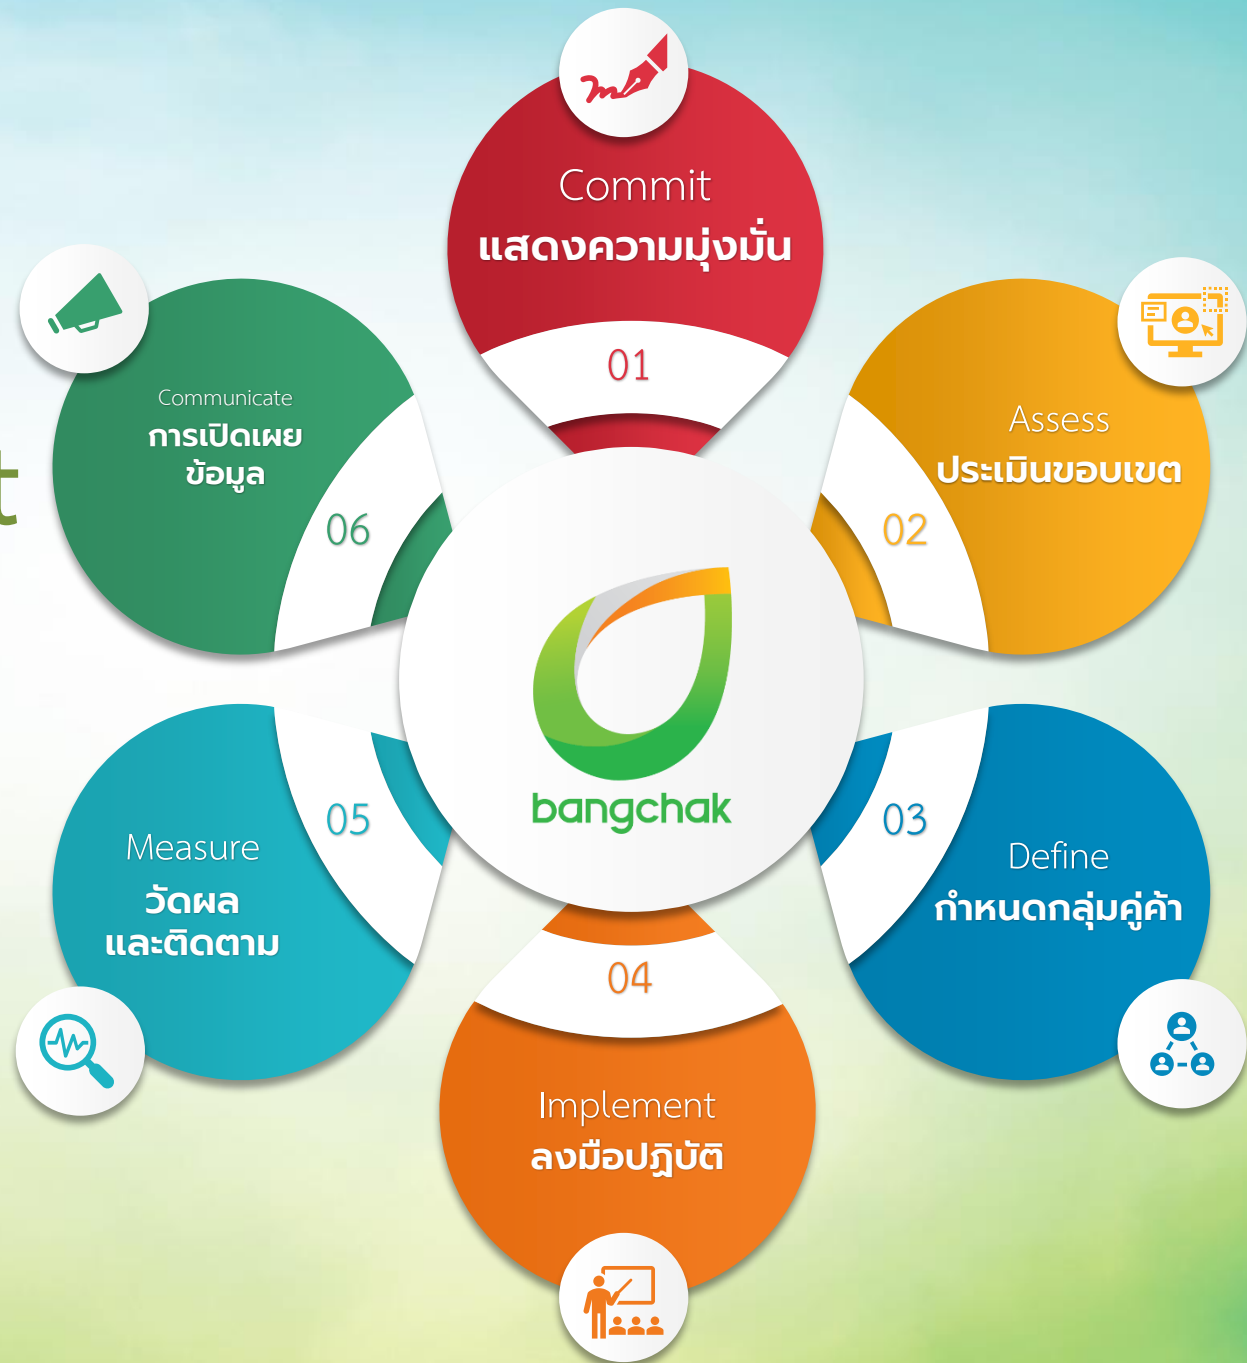 Commit
แสดงความมุ่งมั่น
01
Assess
ประเมินขอบเขต
02
03
Define
กำหนดกลุ่มคู่ค้า
04
Implement
ลงมือปฏิบัติ
05
Measure
วัดผล
และติดตาม
Communicate
การเปิดเผย
ข้อมูล
06
t
bangchak